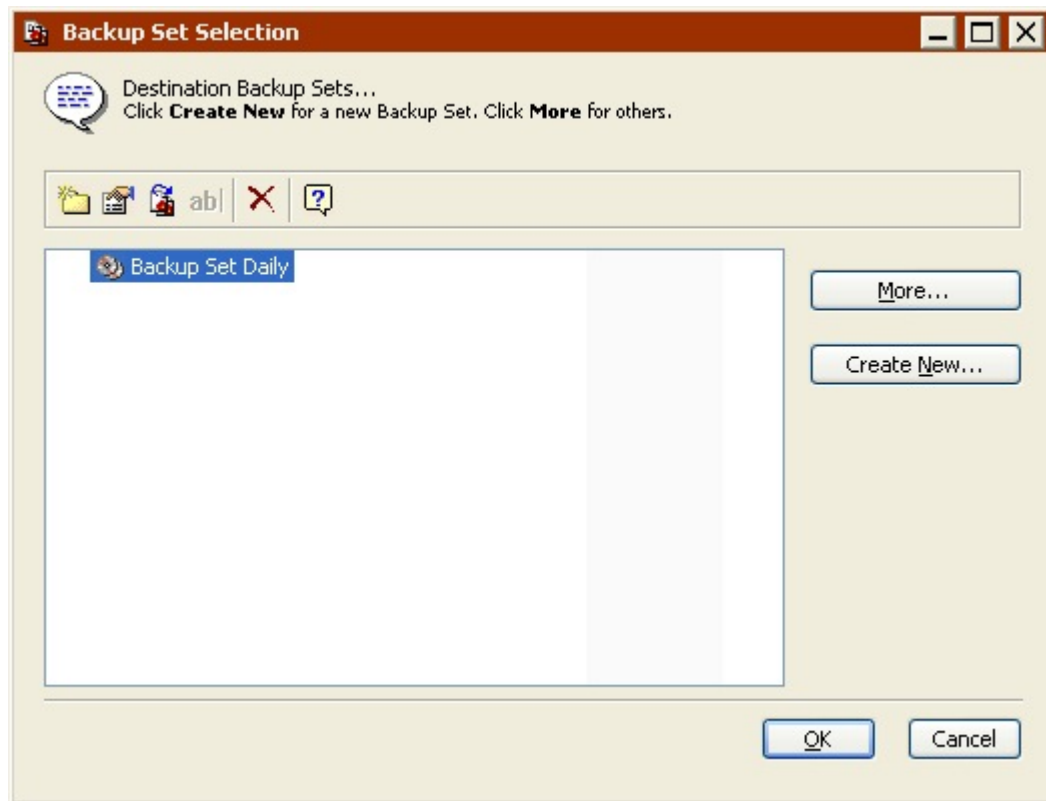 Backup Set Selection
Destination Backup Sets...
Click Create New for a new Backup Set. Click More for others.
ab|
Backup Set Daily
More...
Create New...
OK
Cancel